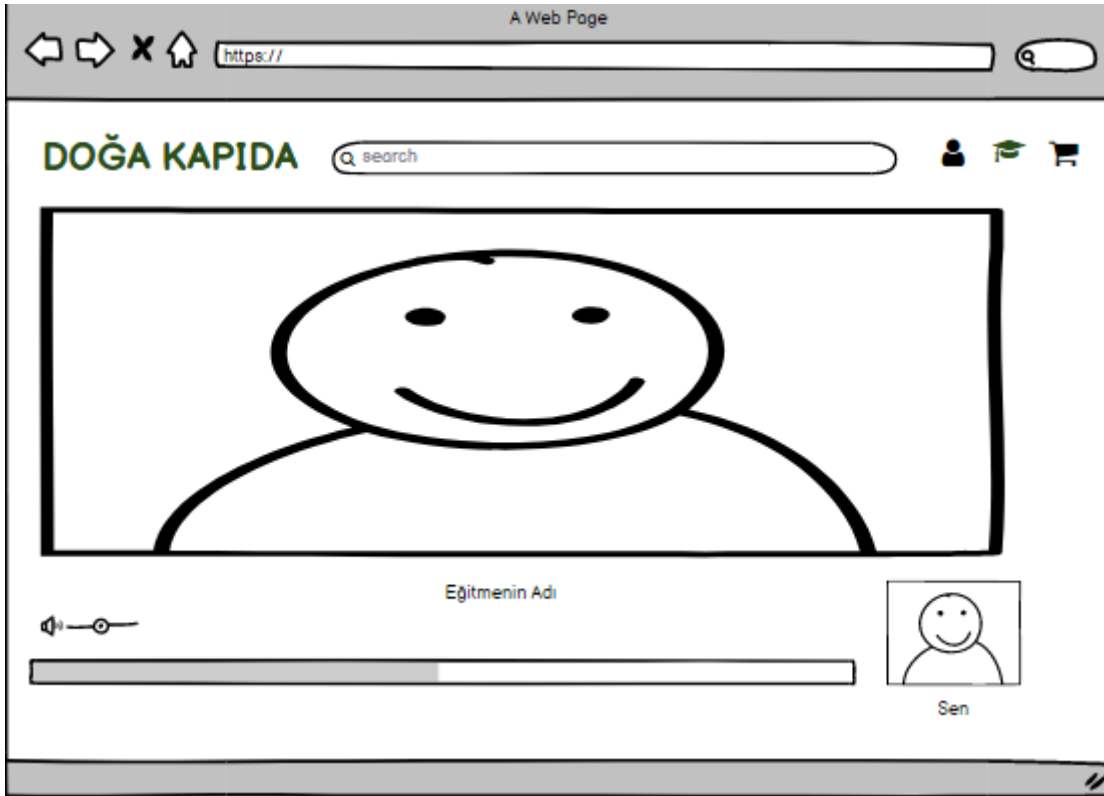 A Web Page
https://
DOĞA KAPIDA
search
Eğitmenin Adı
Sen